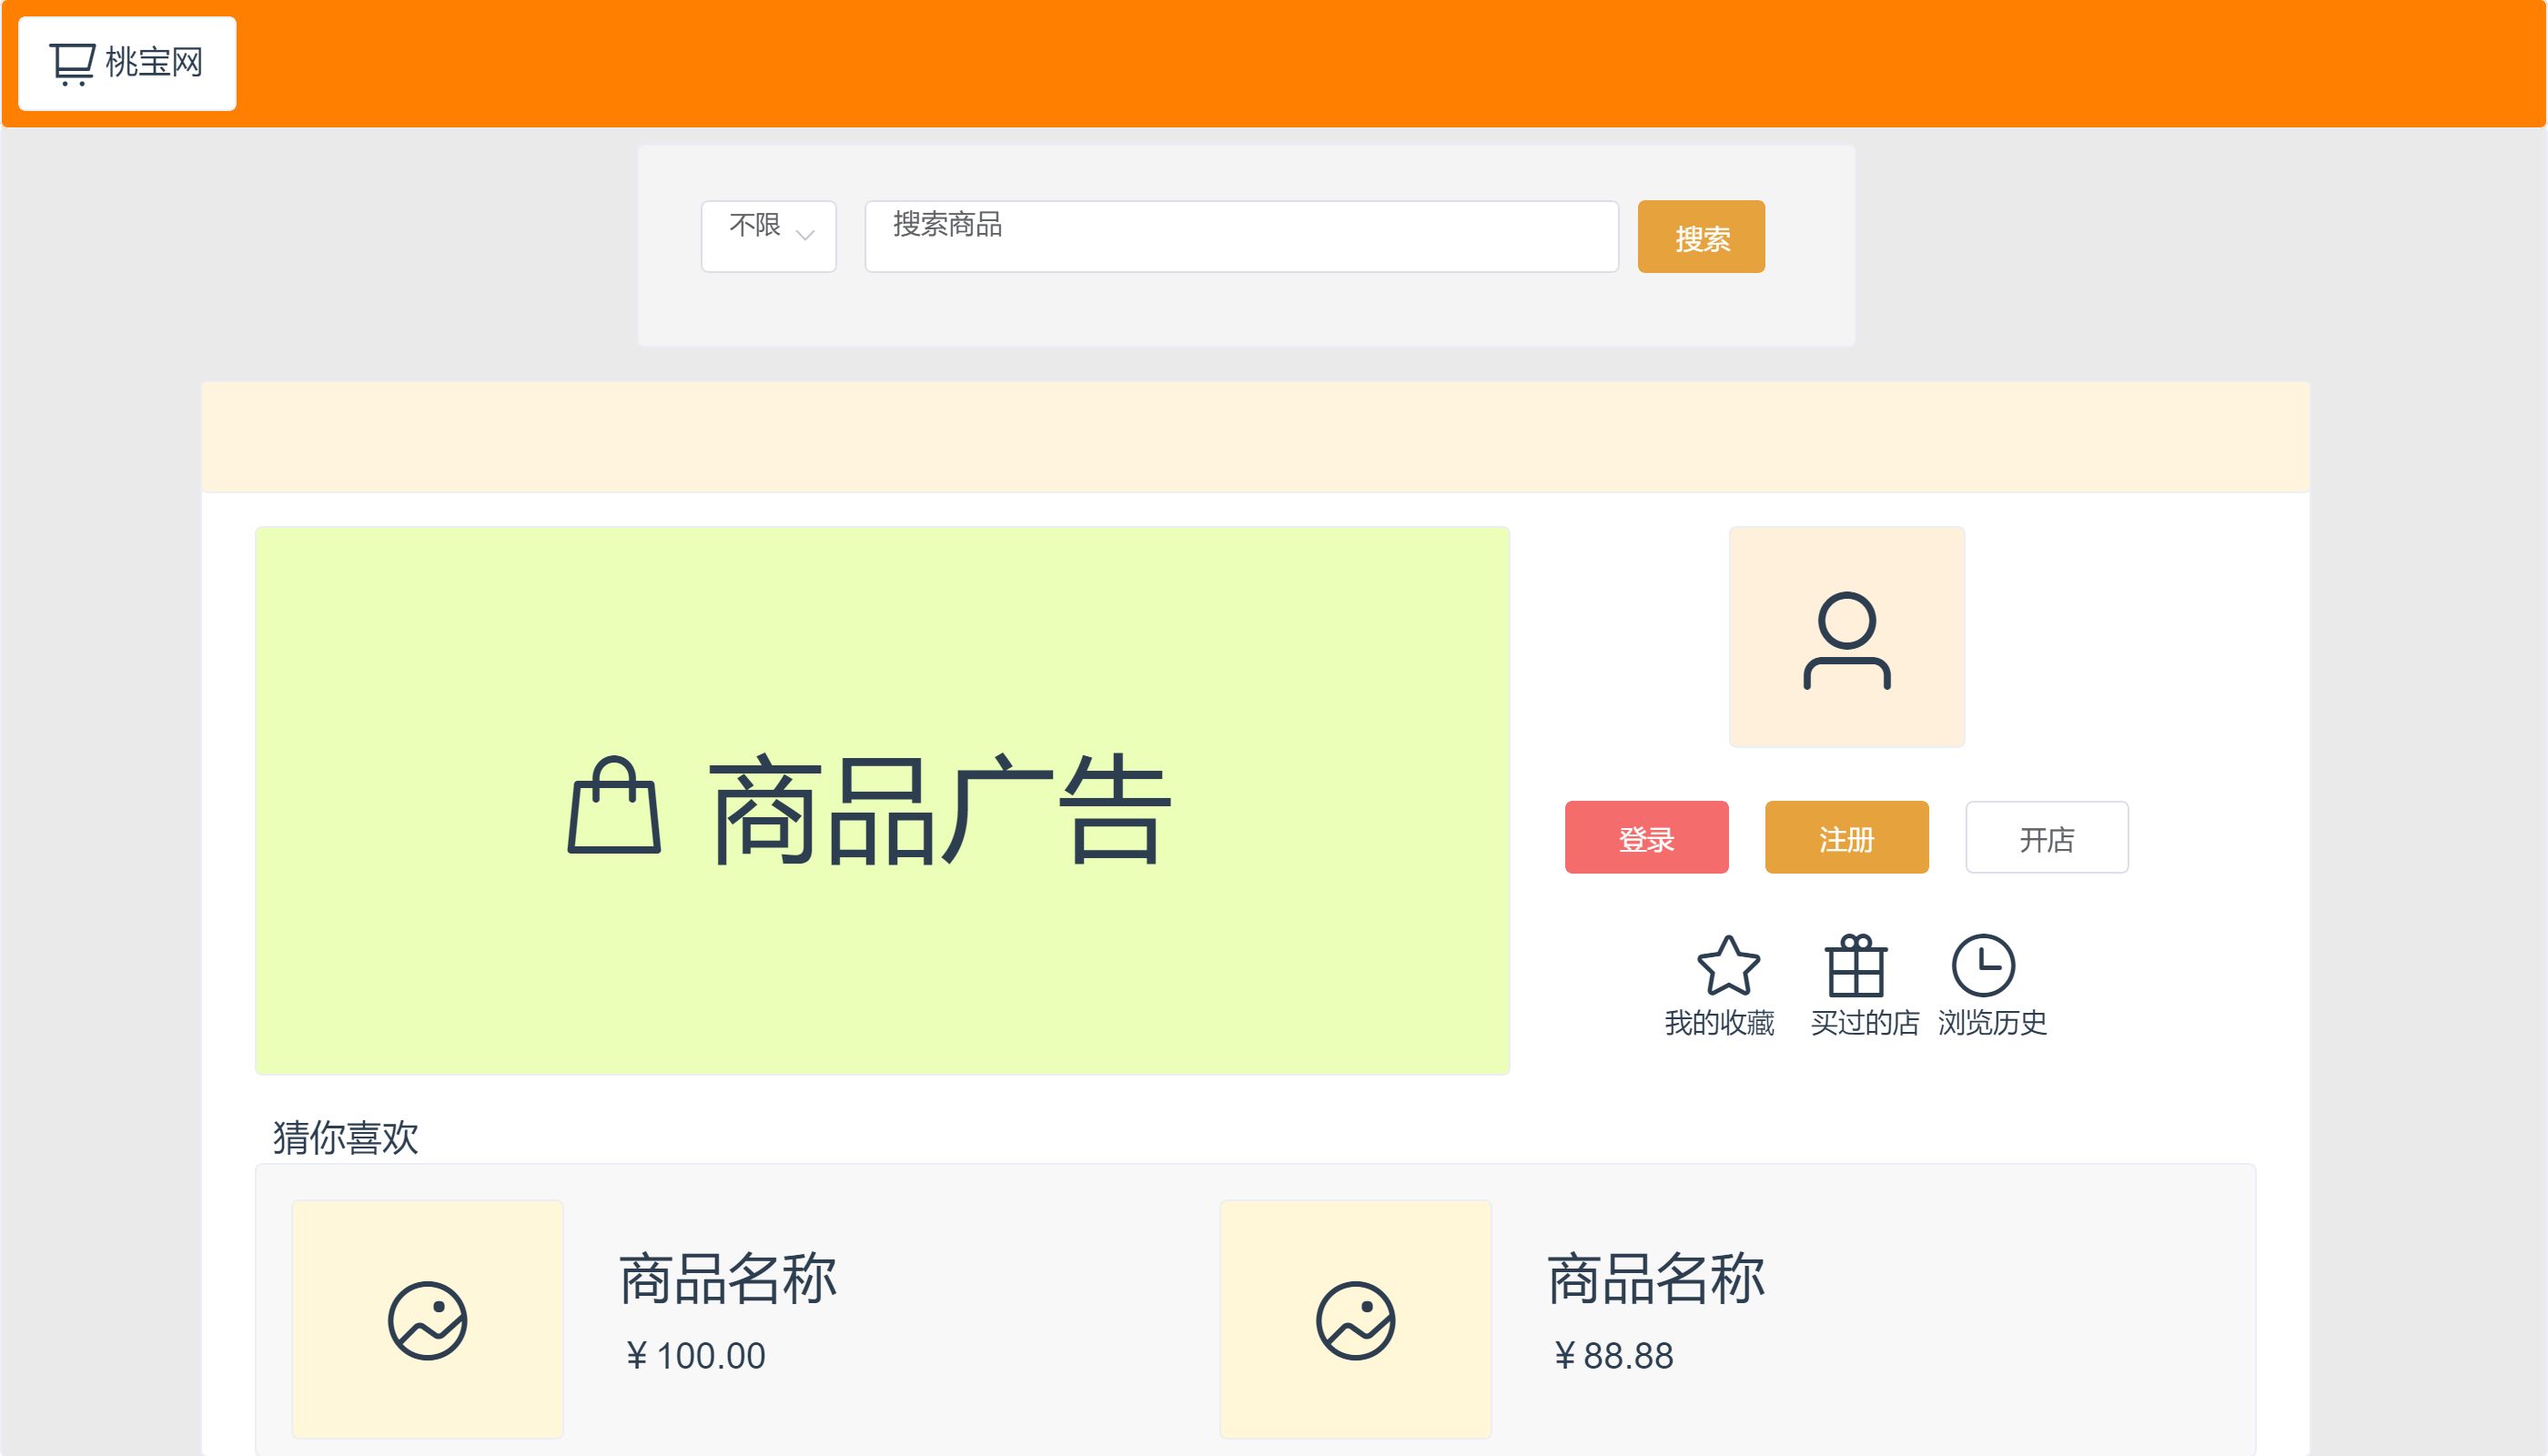 桃宝网
不限
搜索商品
搜索
商品广告
登录
注册
开店
我的收藏
买过的店
浏览历史
猜你喜欢
商品名称
¥ 100.00
商品名称
¥ 88.88